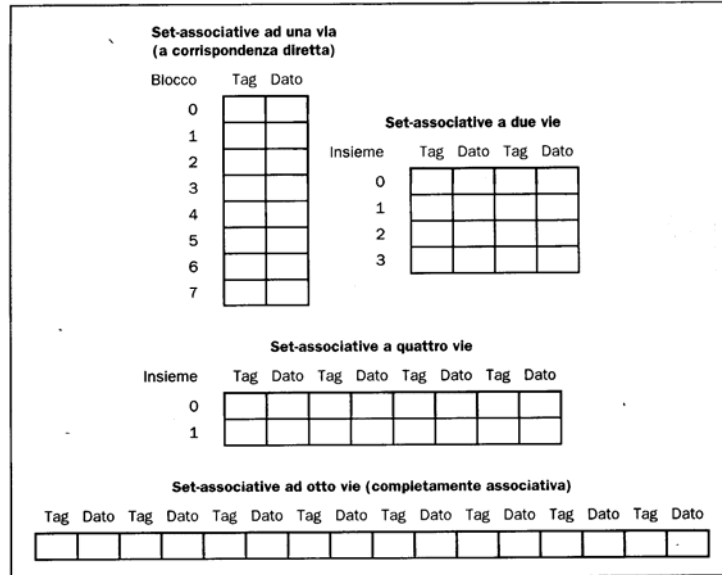 Set-associative ad una via
(a corrispondenza diretta)
Blocco Tag Dato
0
1
2
3
4
5
6
7
Set-associative a due vie
Insieme Tag Dato Tag Dato
0
1
2
3
Set-associative a quattro vie
Insieme Tag Dato Tag Dato Tag Dato Tag Dato
0
1
Set-associative ad otto vie (completamente associativa)
Tag Dato Tag Dato Tag Dato Tag Dato Tag Dato Tag Dato Tag Dato Tag Dato